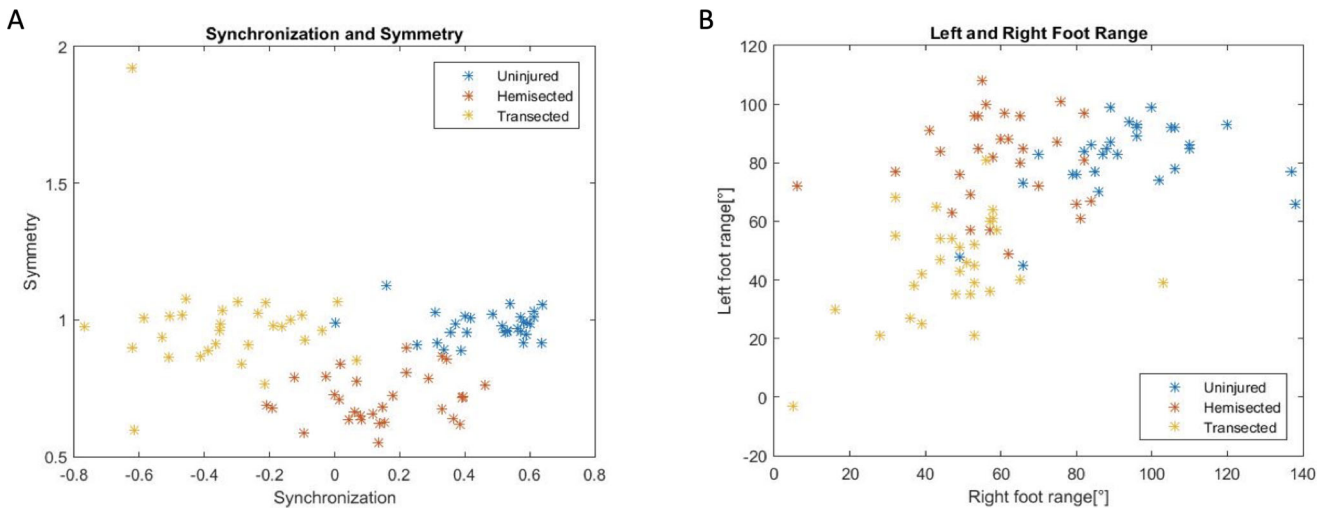 A
Synchronization and Symmetry
2
1.5
1
0.5
Symmetry
-0.8 -0.6 -0.4 -0.2 0 0.2 0.4 0.6 0.8
Synchronization
Uninjured
Hemisected
Transected
B
Left and Right Foot Range
120
100
80
60
40
20
0
-20
Left foot range[°]
0 20 40 60 80 100 120 140
Right foot range[°]
Uninjured
Hemisected
Transected